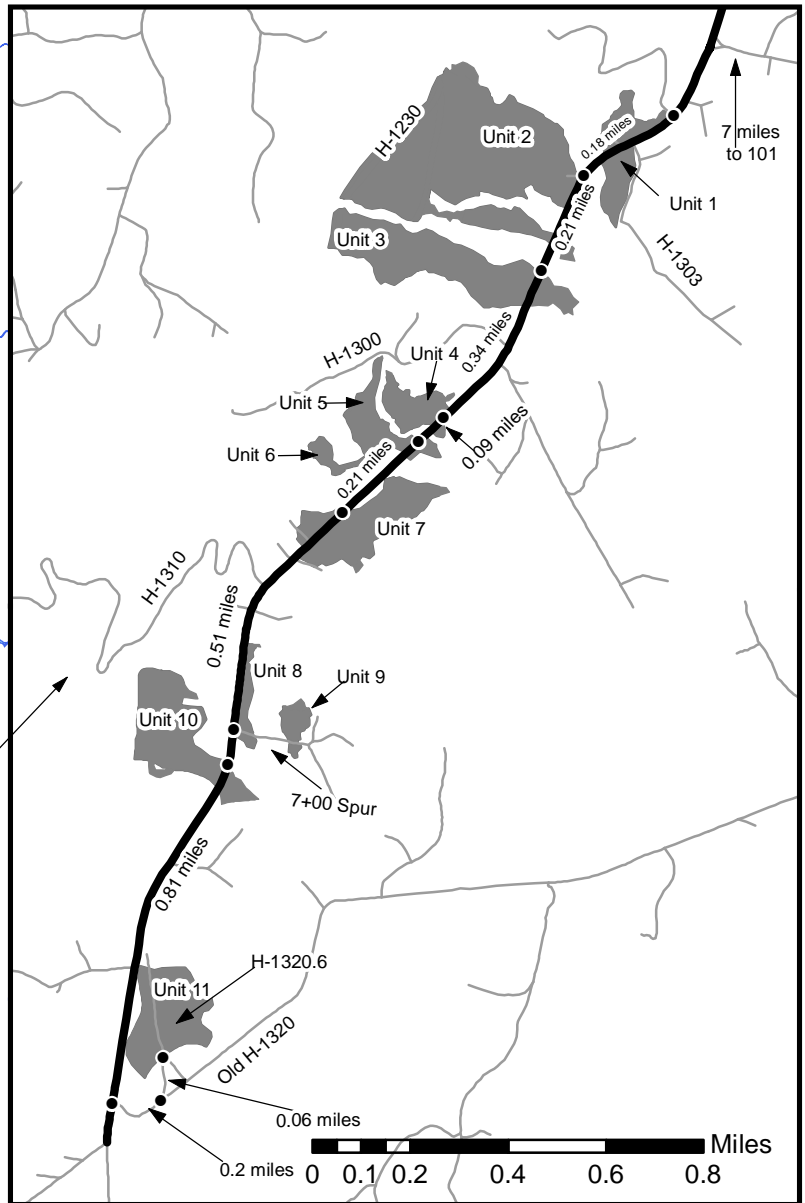 H-1230
Unit 2
0.18 miles
7 miles
to 101
Unit 1
0.21 miles
Unit 3
H-1303
0.34 miles
H-1300
Unit 4
Unit 5
0.09 miles
Unit 6
0.21 miles
Unit 7
H-1310
0.51 miles
Unit 8
Unit 9
Unit 10
7+00 Spur
0.81 miles
H-1320.6
Unit 11
Old H-1320
0.06 miles
0.2 miles
Miles
0 0.1 0.2 0.4 0.6 0.8